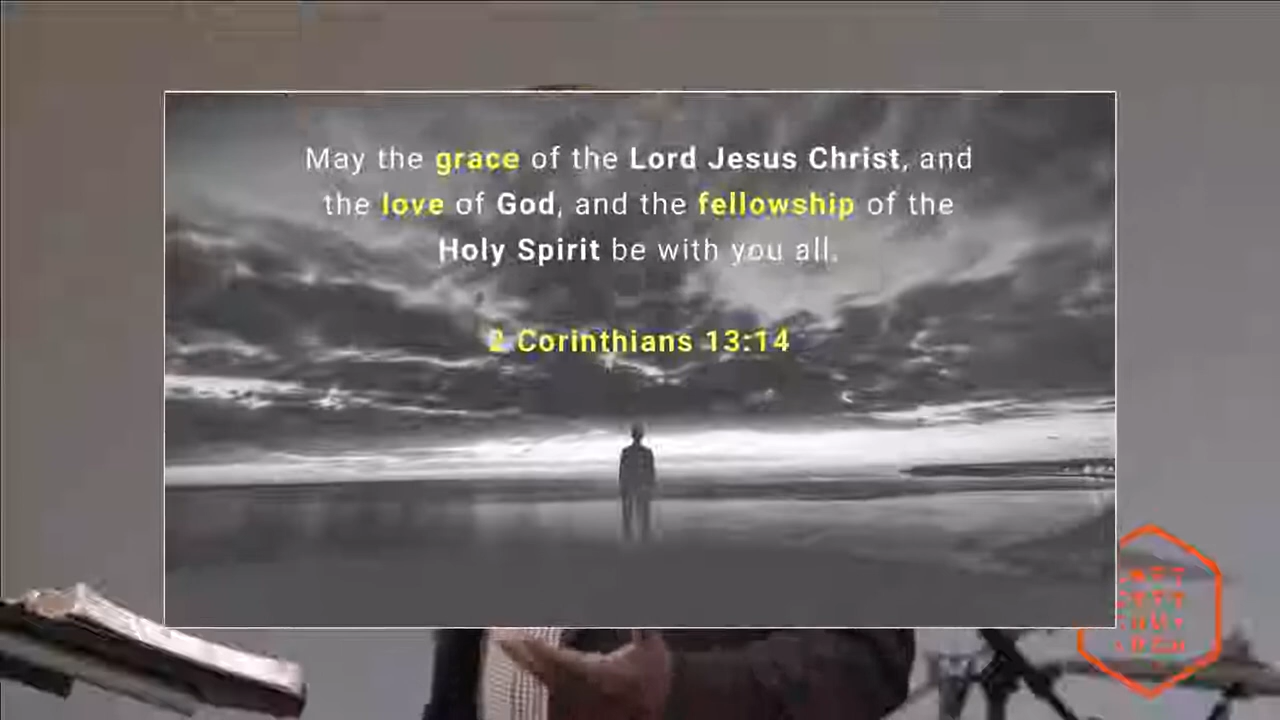 May the grace of the Lord Jesus Christ, and
the love of God, and the fellowship of the
Holy Spirit be with you all.
2 Corinthians 13:14